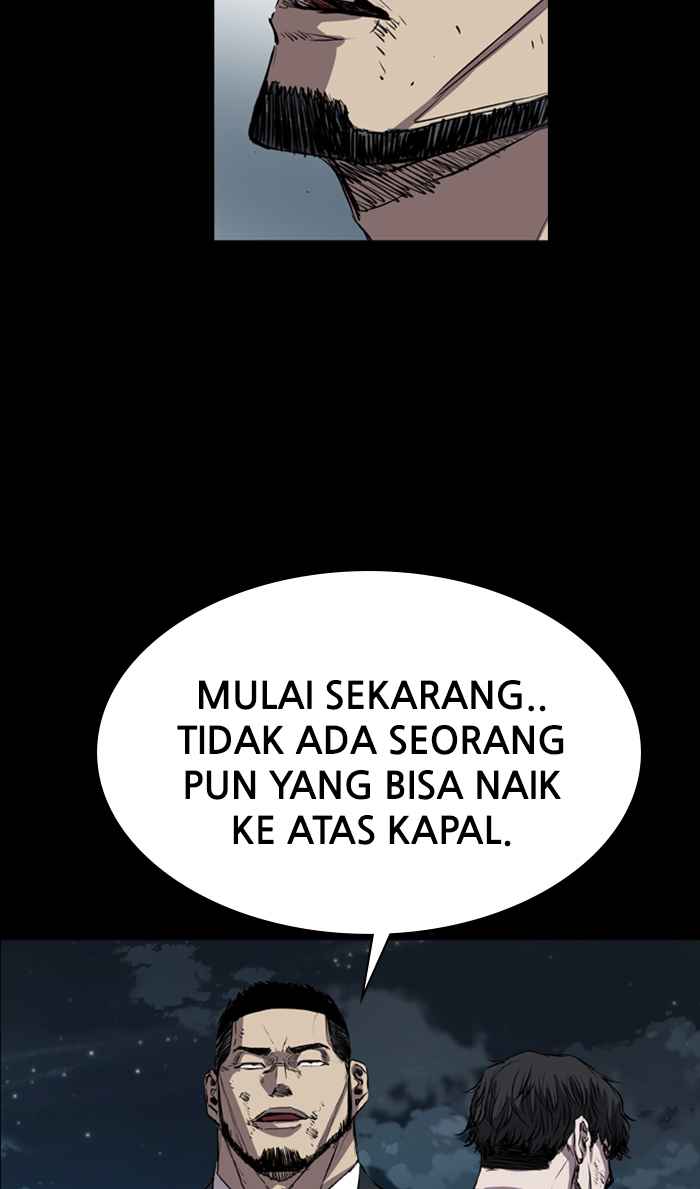 MULAI SEKARANG..
TIDAK ADA SEORANG
PUN YANG BISA NAIK
KE ATAS KAPAL.